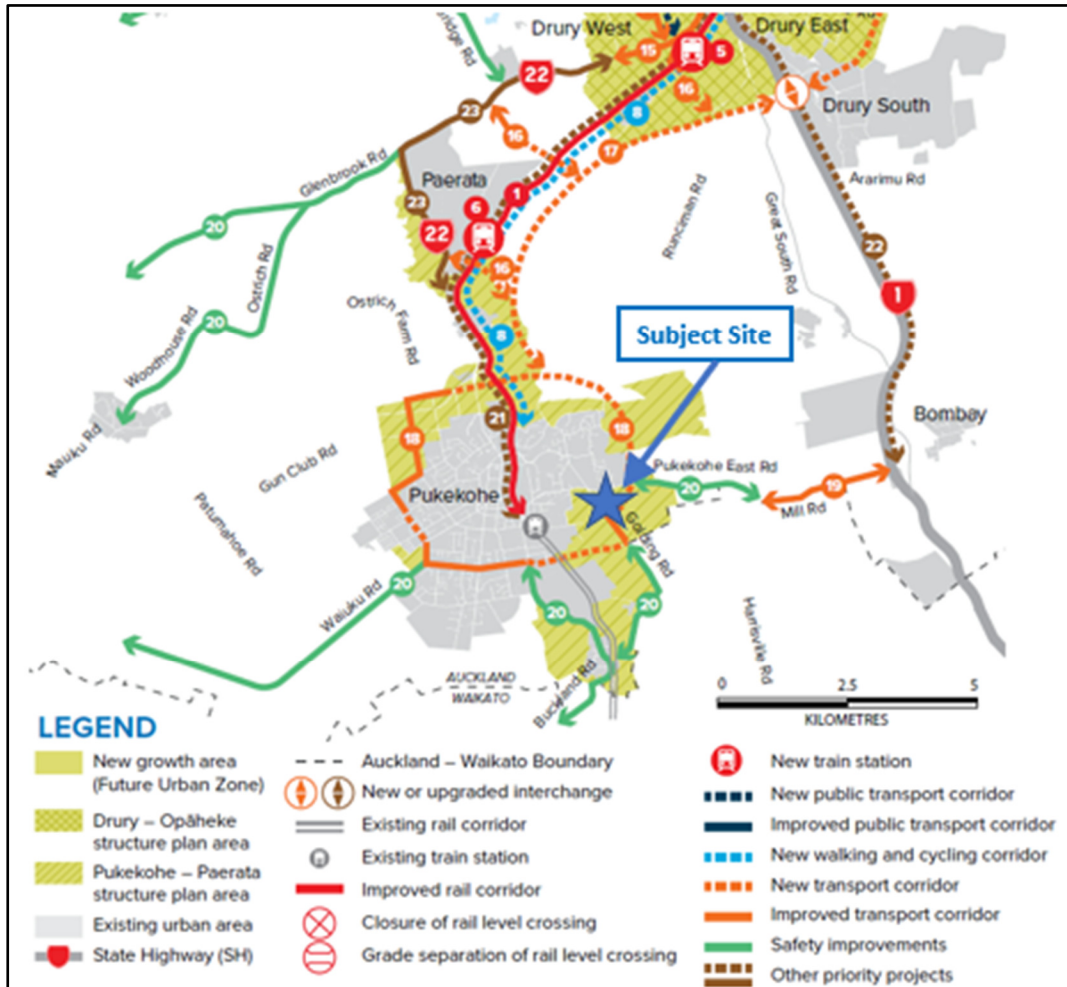 bridge Rd
Drury West
Drury East
Rd
22
15
5
16
Drury South
23
8
16
17
Glenbrook Rd
Paerata
Ararimu Rd
1
Runciman Rd
Great South Rd
23
6
22
20
22
16
1
Ostrich Rd
Ostrich Farm Rd
20
Woodhouse Rd
8
Subject Site
Mauku Rd
21
18
18
Bombay
Gun Club Rd
Pukekohe East Rd
Pukekohe
20
19
Mill Rd
Patumahoe Rd
Golding Rd
20
Waiuku Rd
20
20
Harrisville Rd
AUCKLAND
WAIKATO
Buckland Rd
0 2.5 5
KILOMETRES
LEGEND
New growth area
(Future Urban Zone)
Drury – Opāheke
structure plan area
Pukekohe – Paerata
structure plan area
Existing urban area
State Highway (SH)
Auckland – Waikato Boundary
New or upgraded interchange
Existing rail corridor
Existing train station
Improved rail corridor
Closure of rail level crossing
Grade separation of rail level crossing
New train station
New public transport corridor
Improved public transport corridor
New walking and cycling corridor
New transport corridor
Improved transport corridor
Safety improvements
Other priority projects